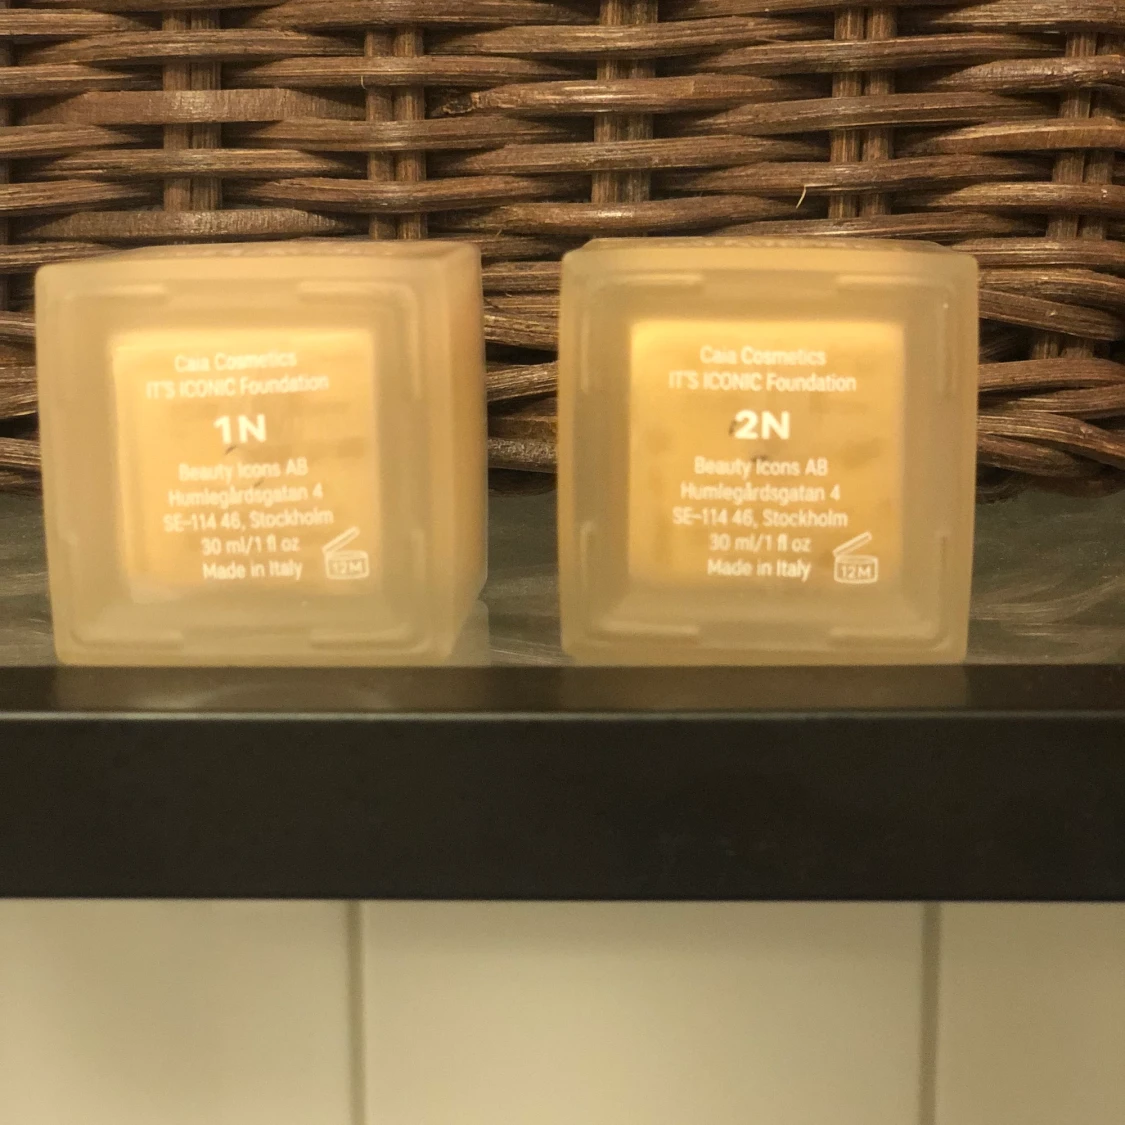 Caia Cosmetics
IT'S ICONIC Foundation
1N
Beauty Icons AB
Humlegårdsgatan 4
SE-114 46, Stockholm
30 ml/1 fl oz
Made in Italy
12M
Caia Cosmetics
IT'S ICONIC Foundation
2N
Beauty Icons AB
Humlegårdsgatan 4
SE-114 46, Stockholm
30 ml/1 fl oz
Made in Italy
12M